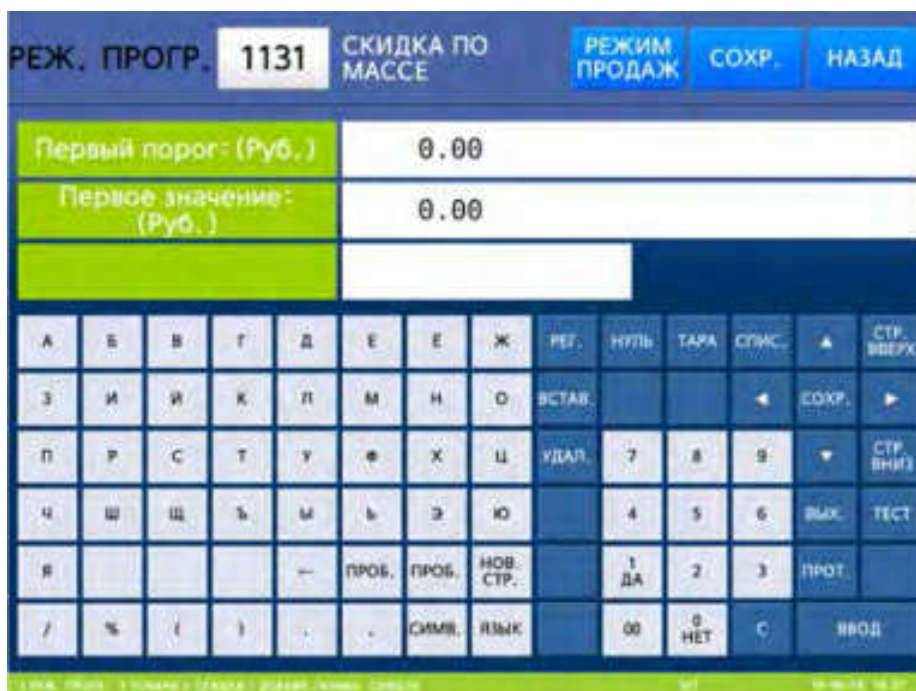 РЕЖ. ПРОГР. 1131 СКИДКА ПО МАССЕ РЕЖИМ ПРОДАЖ СОХР. НАЗАД
Первый порог:(Руб.) 0.00
Первое значение: (Руб.) 0.00
А Б В Г Д Е Ё Ж РЕГ. НУЛЬ ТАРА СПИС. ▲ СТР. ВВЕРХ
З И Й К Л М Н О ВСТАВ. ◀ СОХР. ▶
П Р С Т У Ф Х Ц УДАЛ. 7 8 9 ▼ СТР. ВНИЗ
Ч Ш Щ Ъ Ы Ь Э Ю 4 5 6 ВЫХ. ТЕСТ
Я ← ПРОБ. ПРОБ. НОВ. СТР. 1 ДА 2 3 ПРОТ.
/ % ( ) СИМВ. ЯЗЫК 00 0 НЕТ С ВВОД